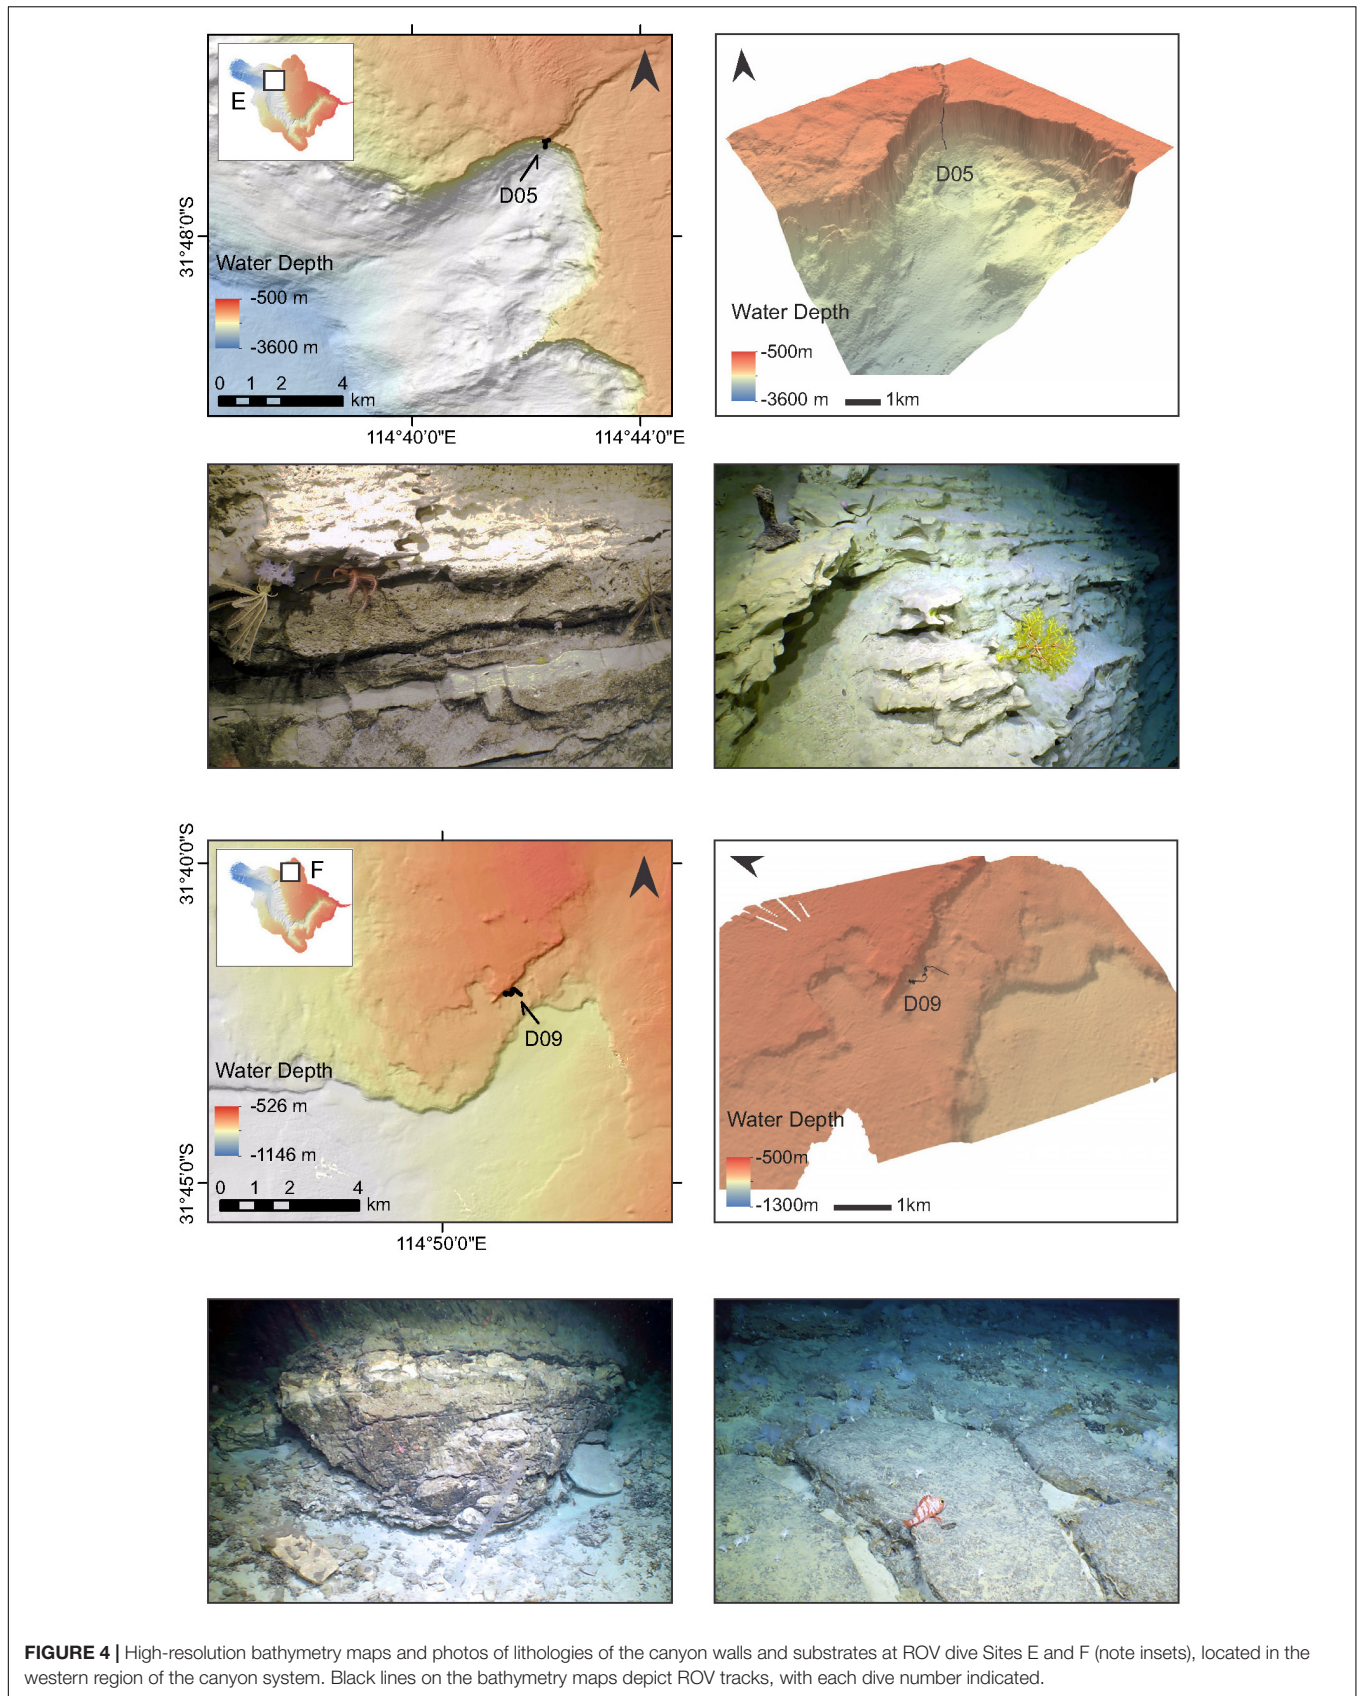 E
D05
31°48'0"S
Water Depth
-500 m
-3600 m
0 1 2 4
km
114°40'0"E 114°44'0"E
D05
Water Depth
-500m
-3600 m
1km
31°40'0"S
F
D09
Water Depth
-526 m
-1146 m
31°45'0"S
0 1 2 4
km
114°50'0"E
D09
Water Depth
-500m
-1300m
1km
FIGURE 4 | High-resolution bathymetry maps and photos of lithologies of the canyon walls and substrates at ROV dive Sites E and F (note insets), located in the
western region of the canyon system. Black lines on the bathymetry maps depict ROV tracks, with each dive number indicated.